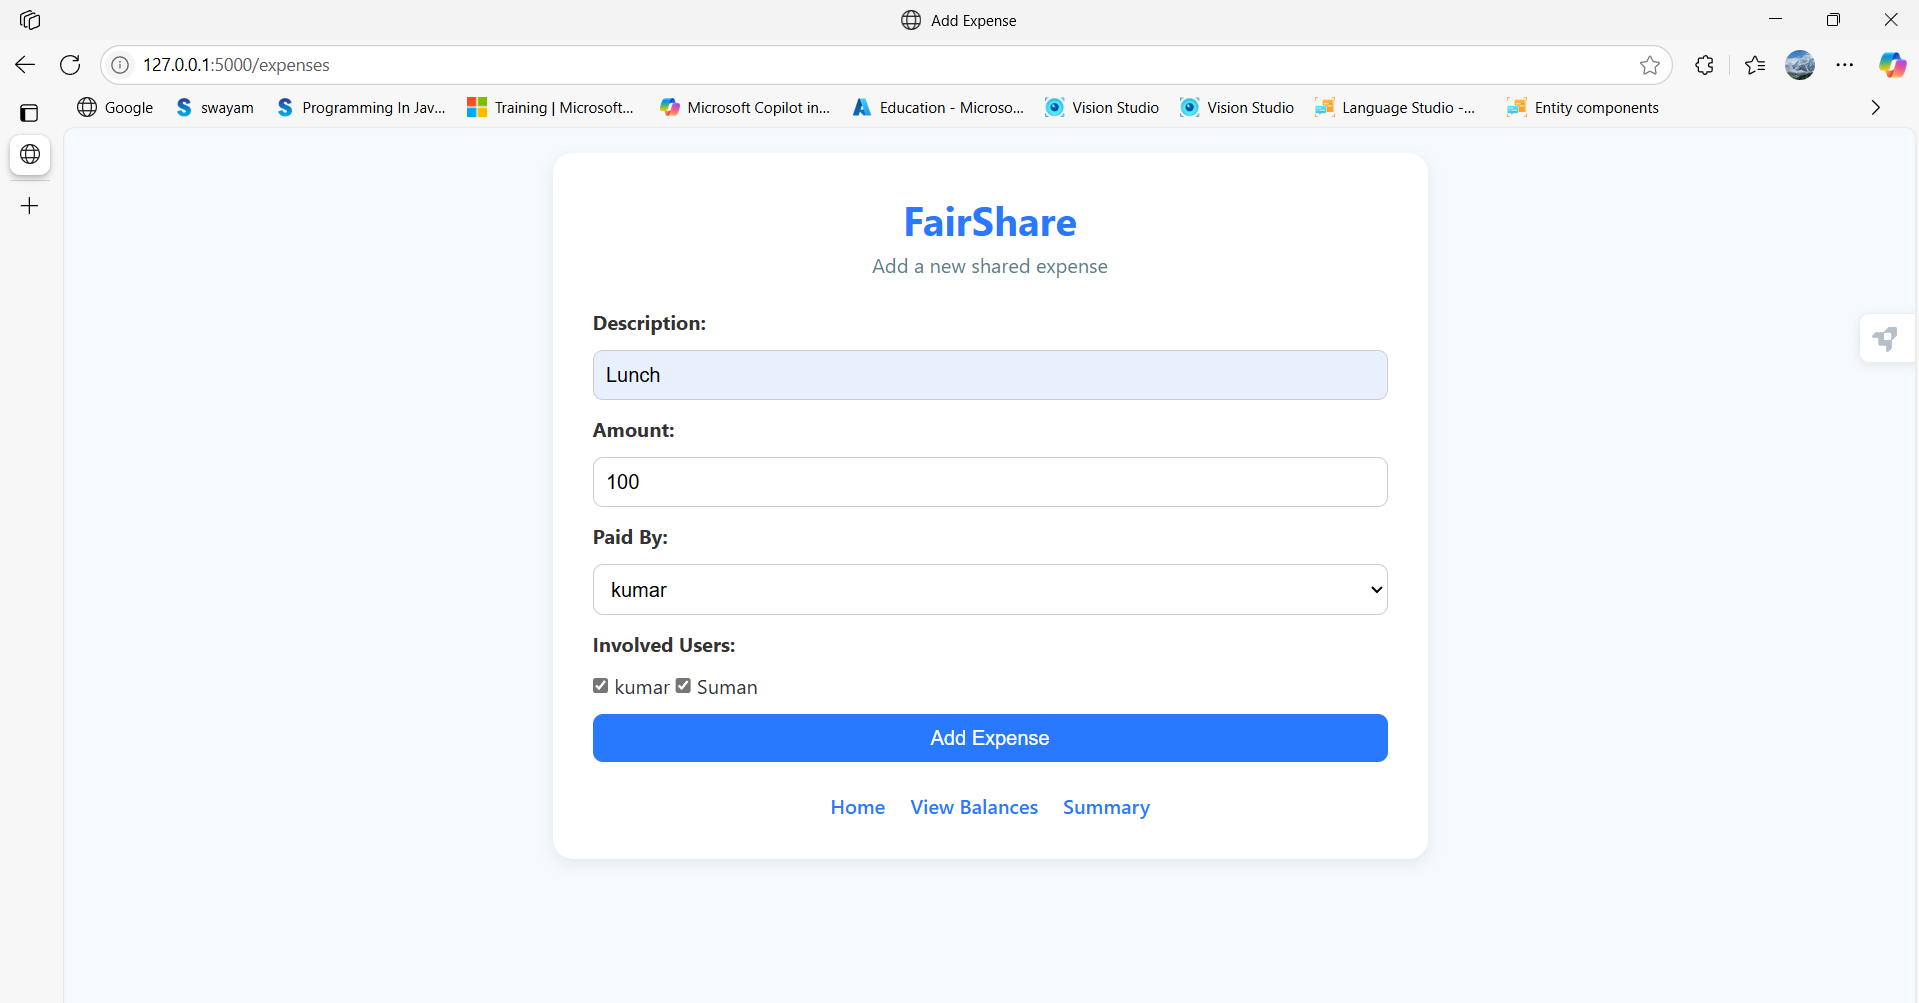 Add Expense
127.0.0.1:5000/expenses
Google swayam Programming In Jav... Training | Microsoft... Microsoft Copilot in... Education - Microso... Vision Studio Vision Studio Language Studio -... Entity components
FairShare
Add a new shared expense
Description:
Lunch
Amount:
100
Paid By:
kumar
Involved Users:
kumar Suman
Add Expense
Home View Balances Summary